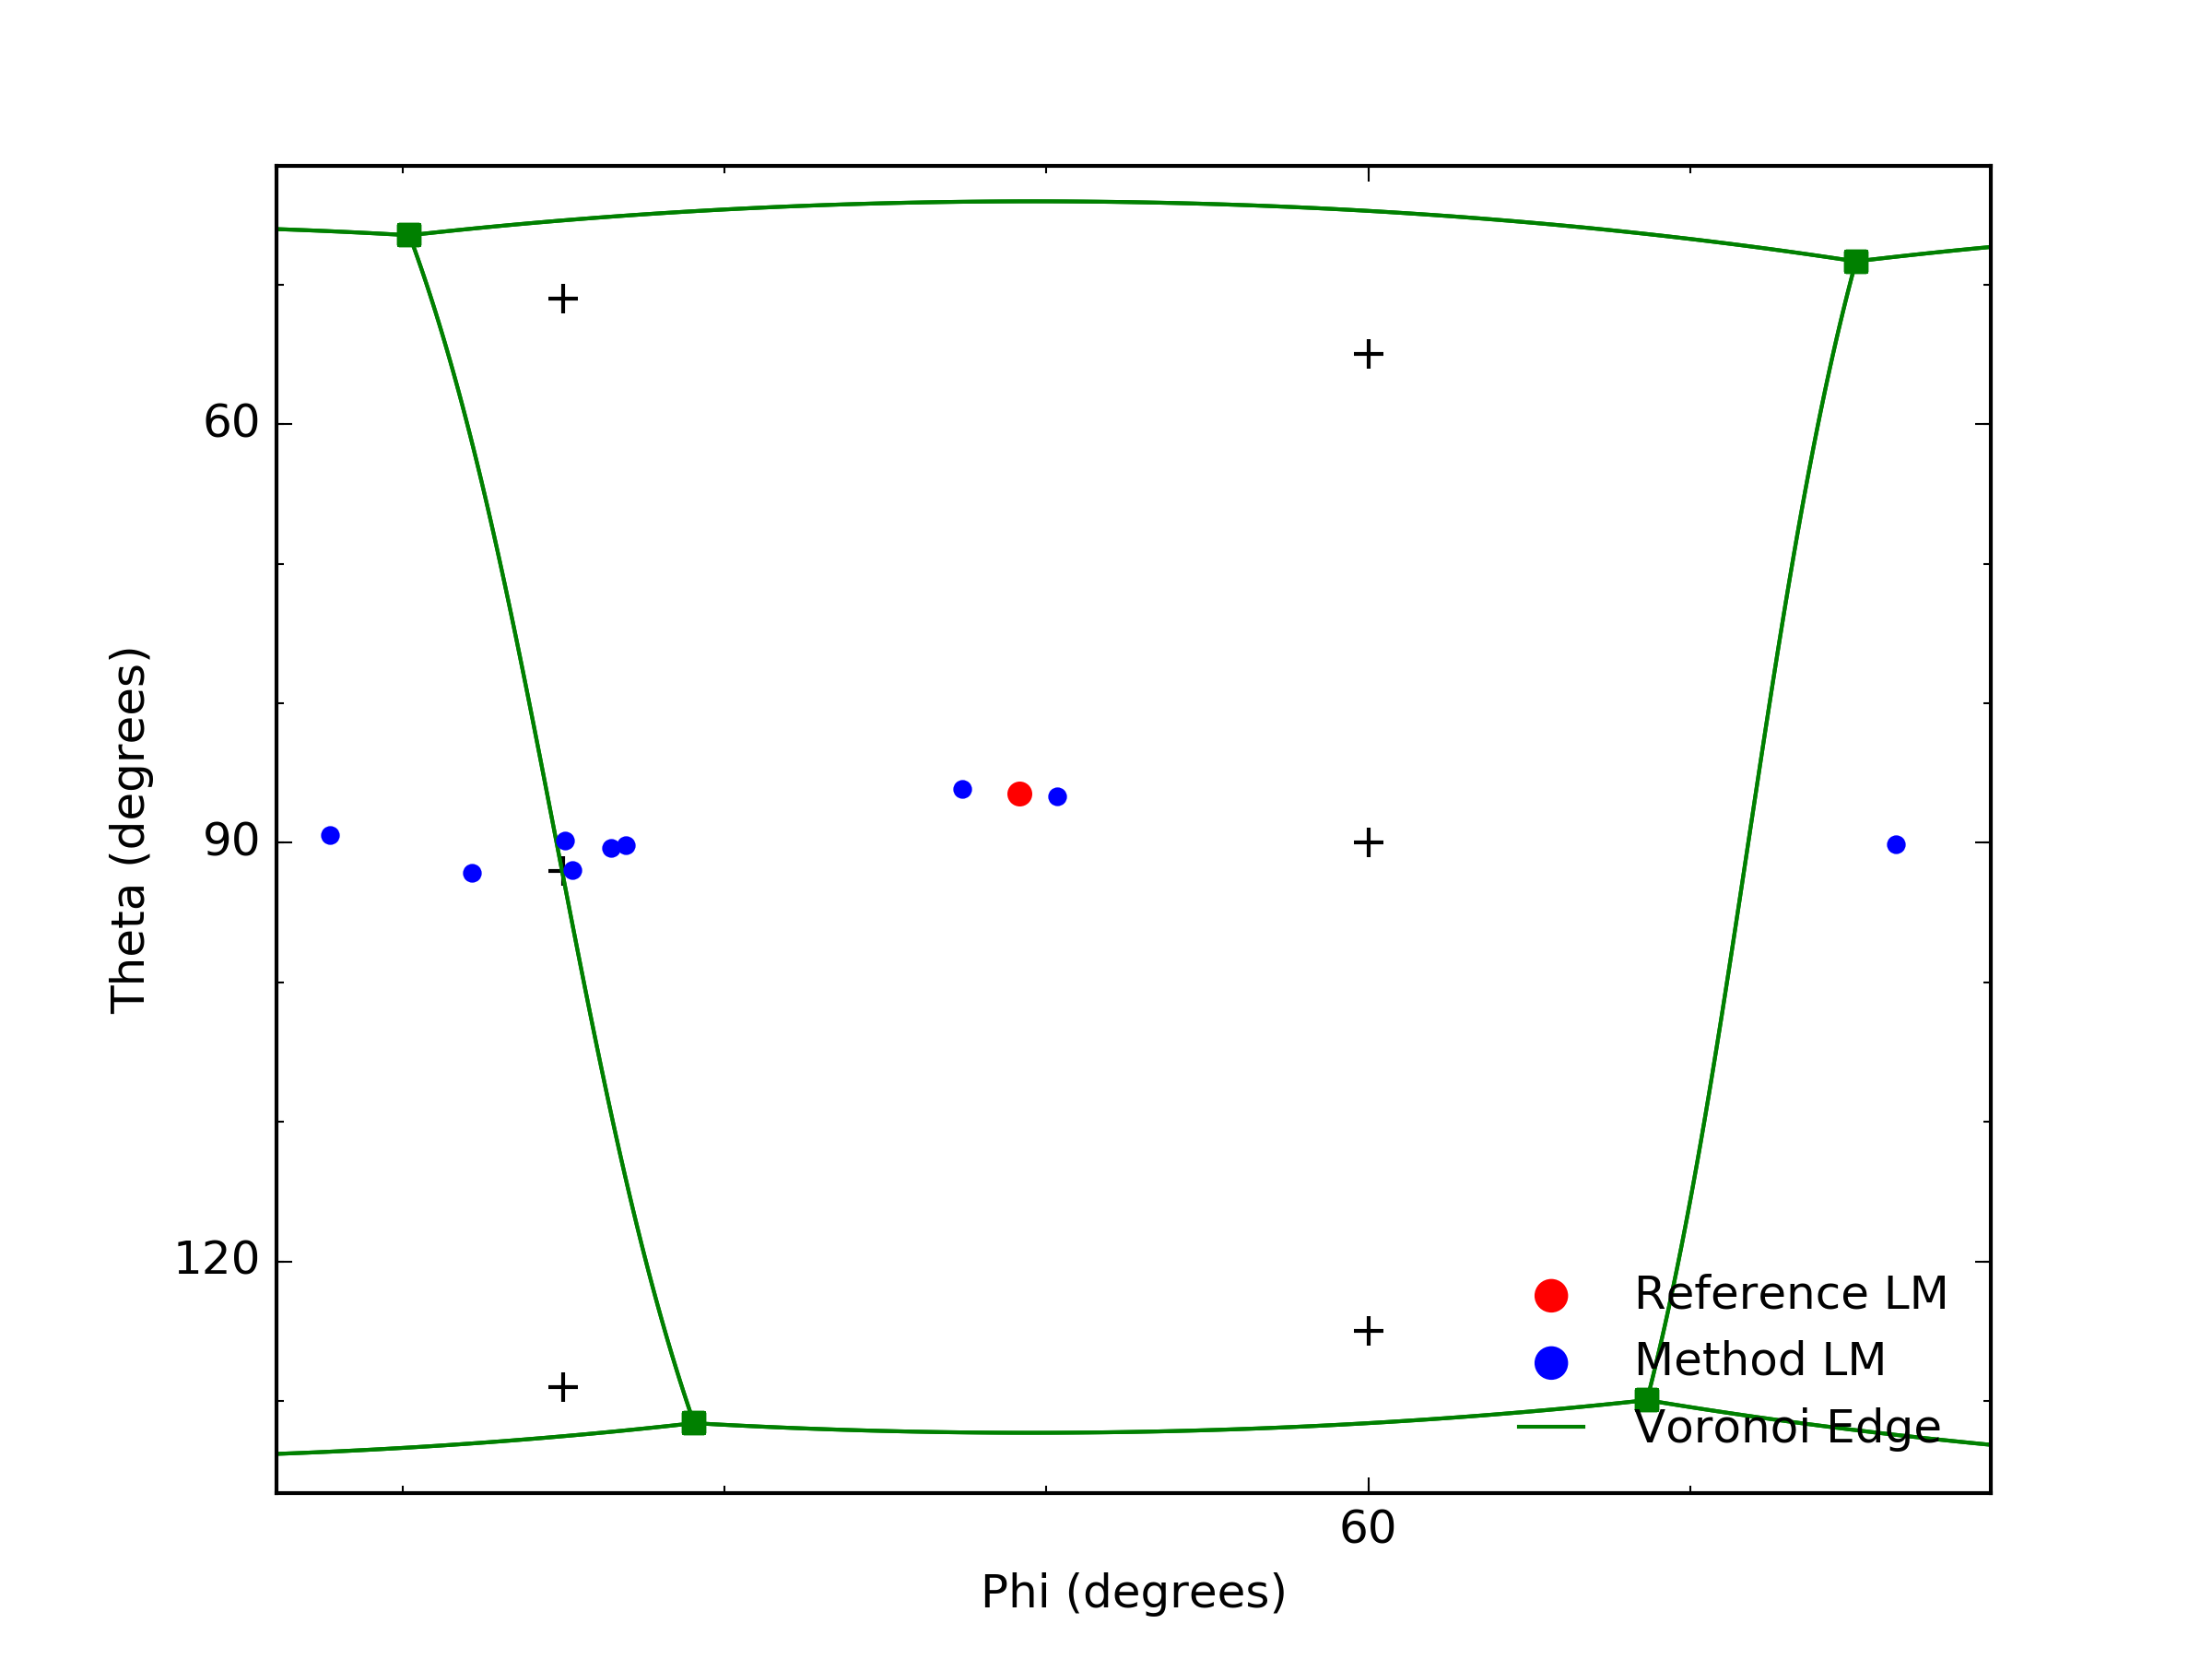 60
90
120
Theta (degrees)
Reference LM
Method LM
Voronoi Edge
60
Phi (degrees)